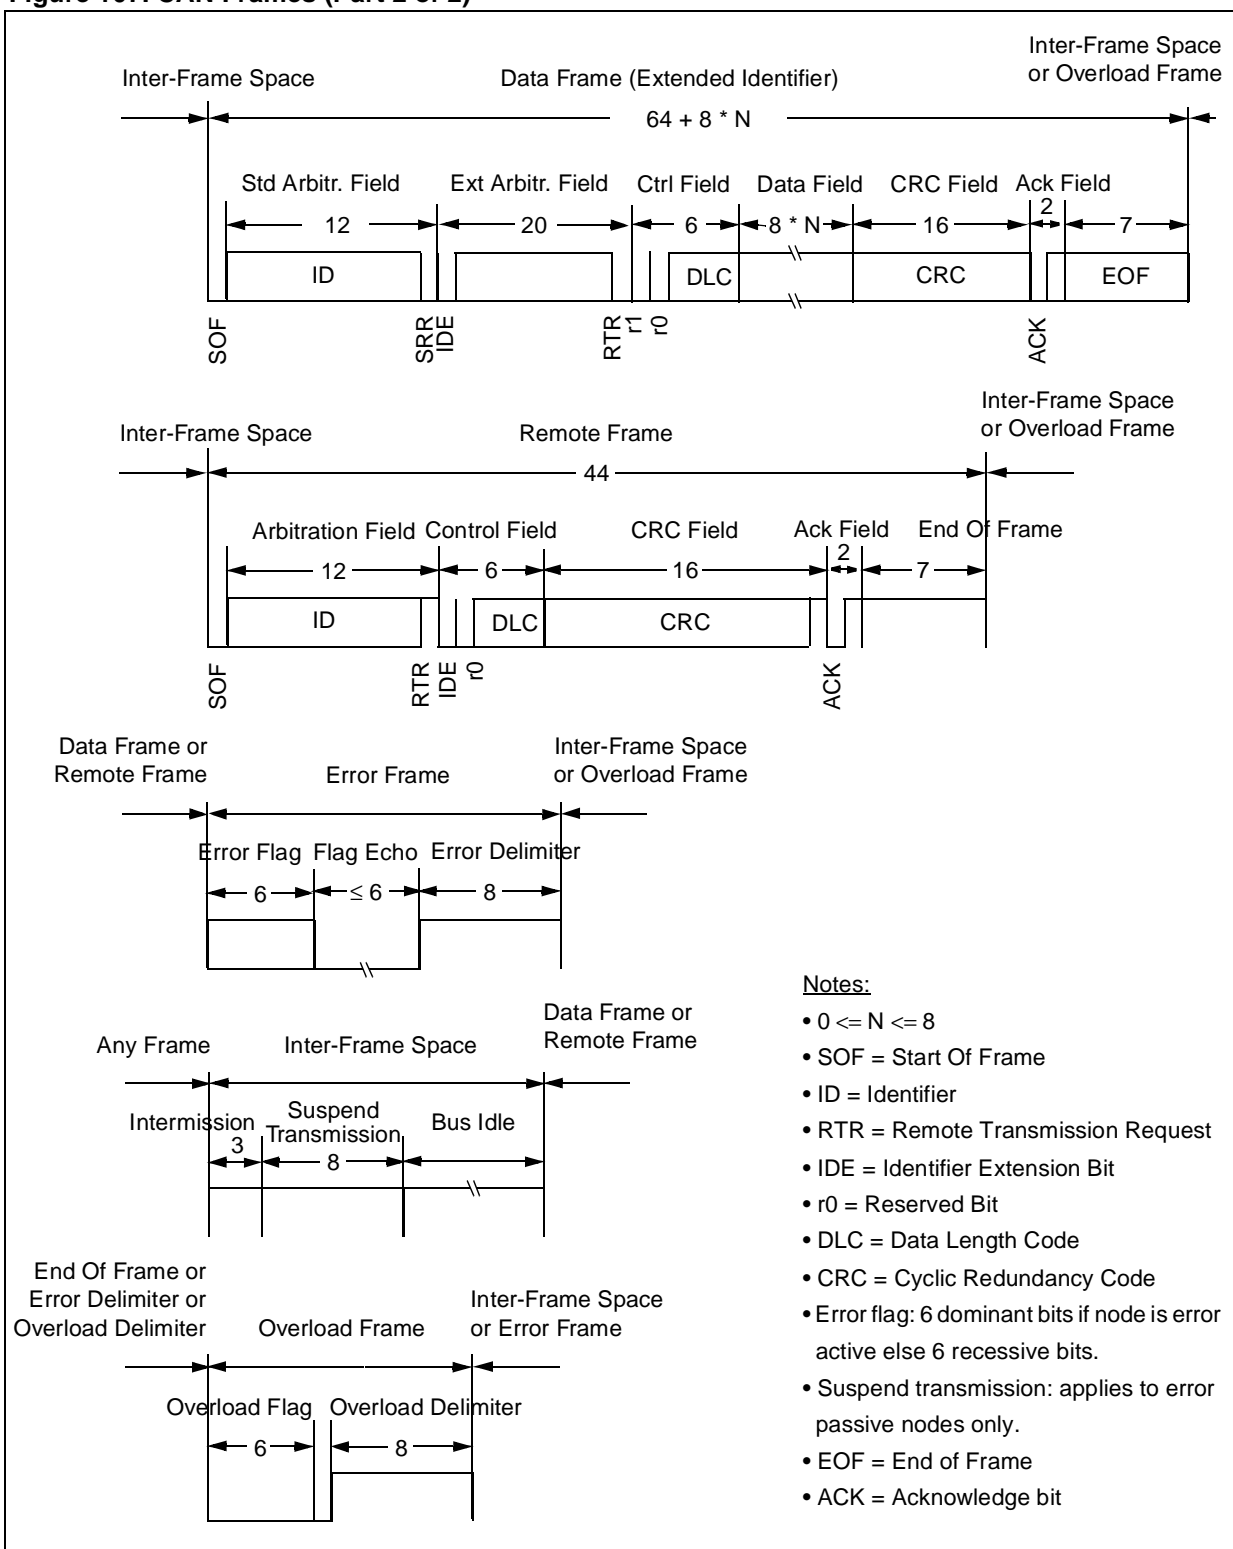 Inter-Frame Space
Data Frame (Extended Identifier)
Inter-Frame Space
or Overload Frame
64 + 8 * N
Std Arbitr. Field
Ext Arbitr. Field
Ctrl Field
Data Field
CRC Field
Ack Field
12
20
6
8 * N
16
2
7
ID
DLC
CRC
EOF
SOF
SRR
IDE
RTR
r1
r0
ACK
Inter-Frame Space
Remote Frame
Inter-Frame Space
or Overload Frame
44
Arbitration Field
Control Field
CRC Field
Ack Field
End Of Frame
12
6
16
2
7
ID
DLC
CRC
SOF
RTR
IDE
r0
ACK
Data Frame or
Remote Frame
Error Frame
Inter-Frame Space
or Overload Frame
Error Flag
Flag Echo
Error Delimiter
6
≤ 6
8
Any Frame
Inter-Frame Space
Data Frame or
Remote Frame
Intermission
Suspend
Transmission
Bus Idle
3
8
End Of Frame or
Error Delimiter or
Overload Delimiter
Overload Frame
Inter-Frame Space
or Error Frame
Overload Flag
Overload Delimiter
6
8
Notes:
• 0 <= N <= 8
• SOF = Start Of Frame
• ID = Identifier
• RTR = Remote Transmission Request
• IDE = Identifier Extension Bit
• r0 = Reserved Bit
• DLC = Data Length Code
• CRC = Cyclic Redundancy Code
• Error flag: 6 dominant bits if node is error
active else 6 recessive bits.
• Suspend transmission: applies to error
passive nodes only.
• EOF = End of Frame
• ACK = Acknowledge bit